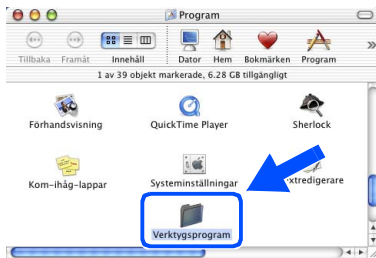 Program
Tillbaka Framåt Innehåll Dator Hem Bokmärken Program
1 av 39 objekt markerade, 6.28 GB tillgängligt
Förhandsvisning QuickTime Player Sherlock
Kom-ihåg-lappar Systeminställningar xtredigerare
Verktygsprogram